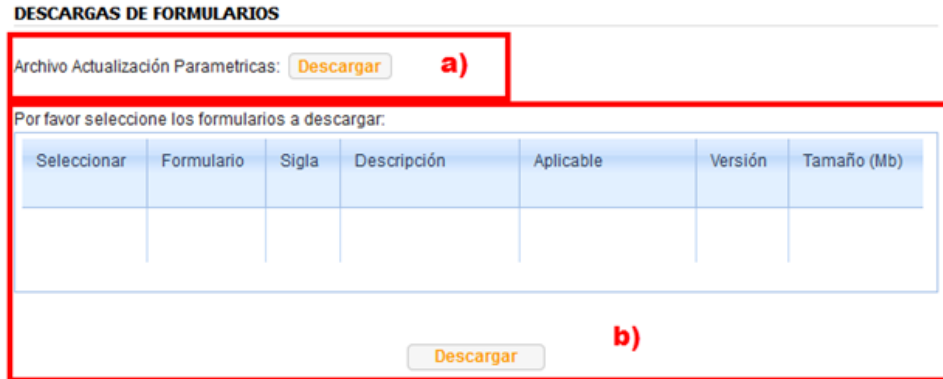 DESCARGAS DE FORMULARIOS
Archivo Actualización Parametricas: Descargar a)
Por favor seleccione los formularios a descargar:
Seleccionar Formulario Sigla Descripción Aplicable Versión Tamaño (Mb)
b)
Descargar